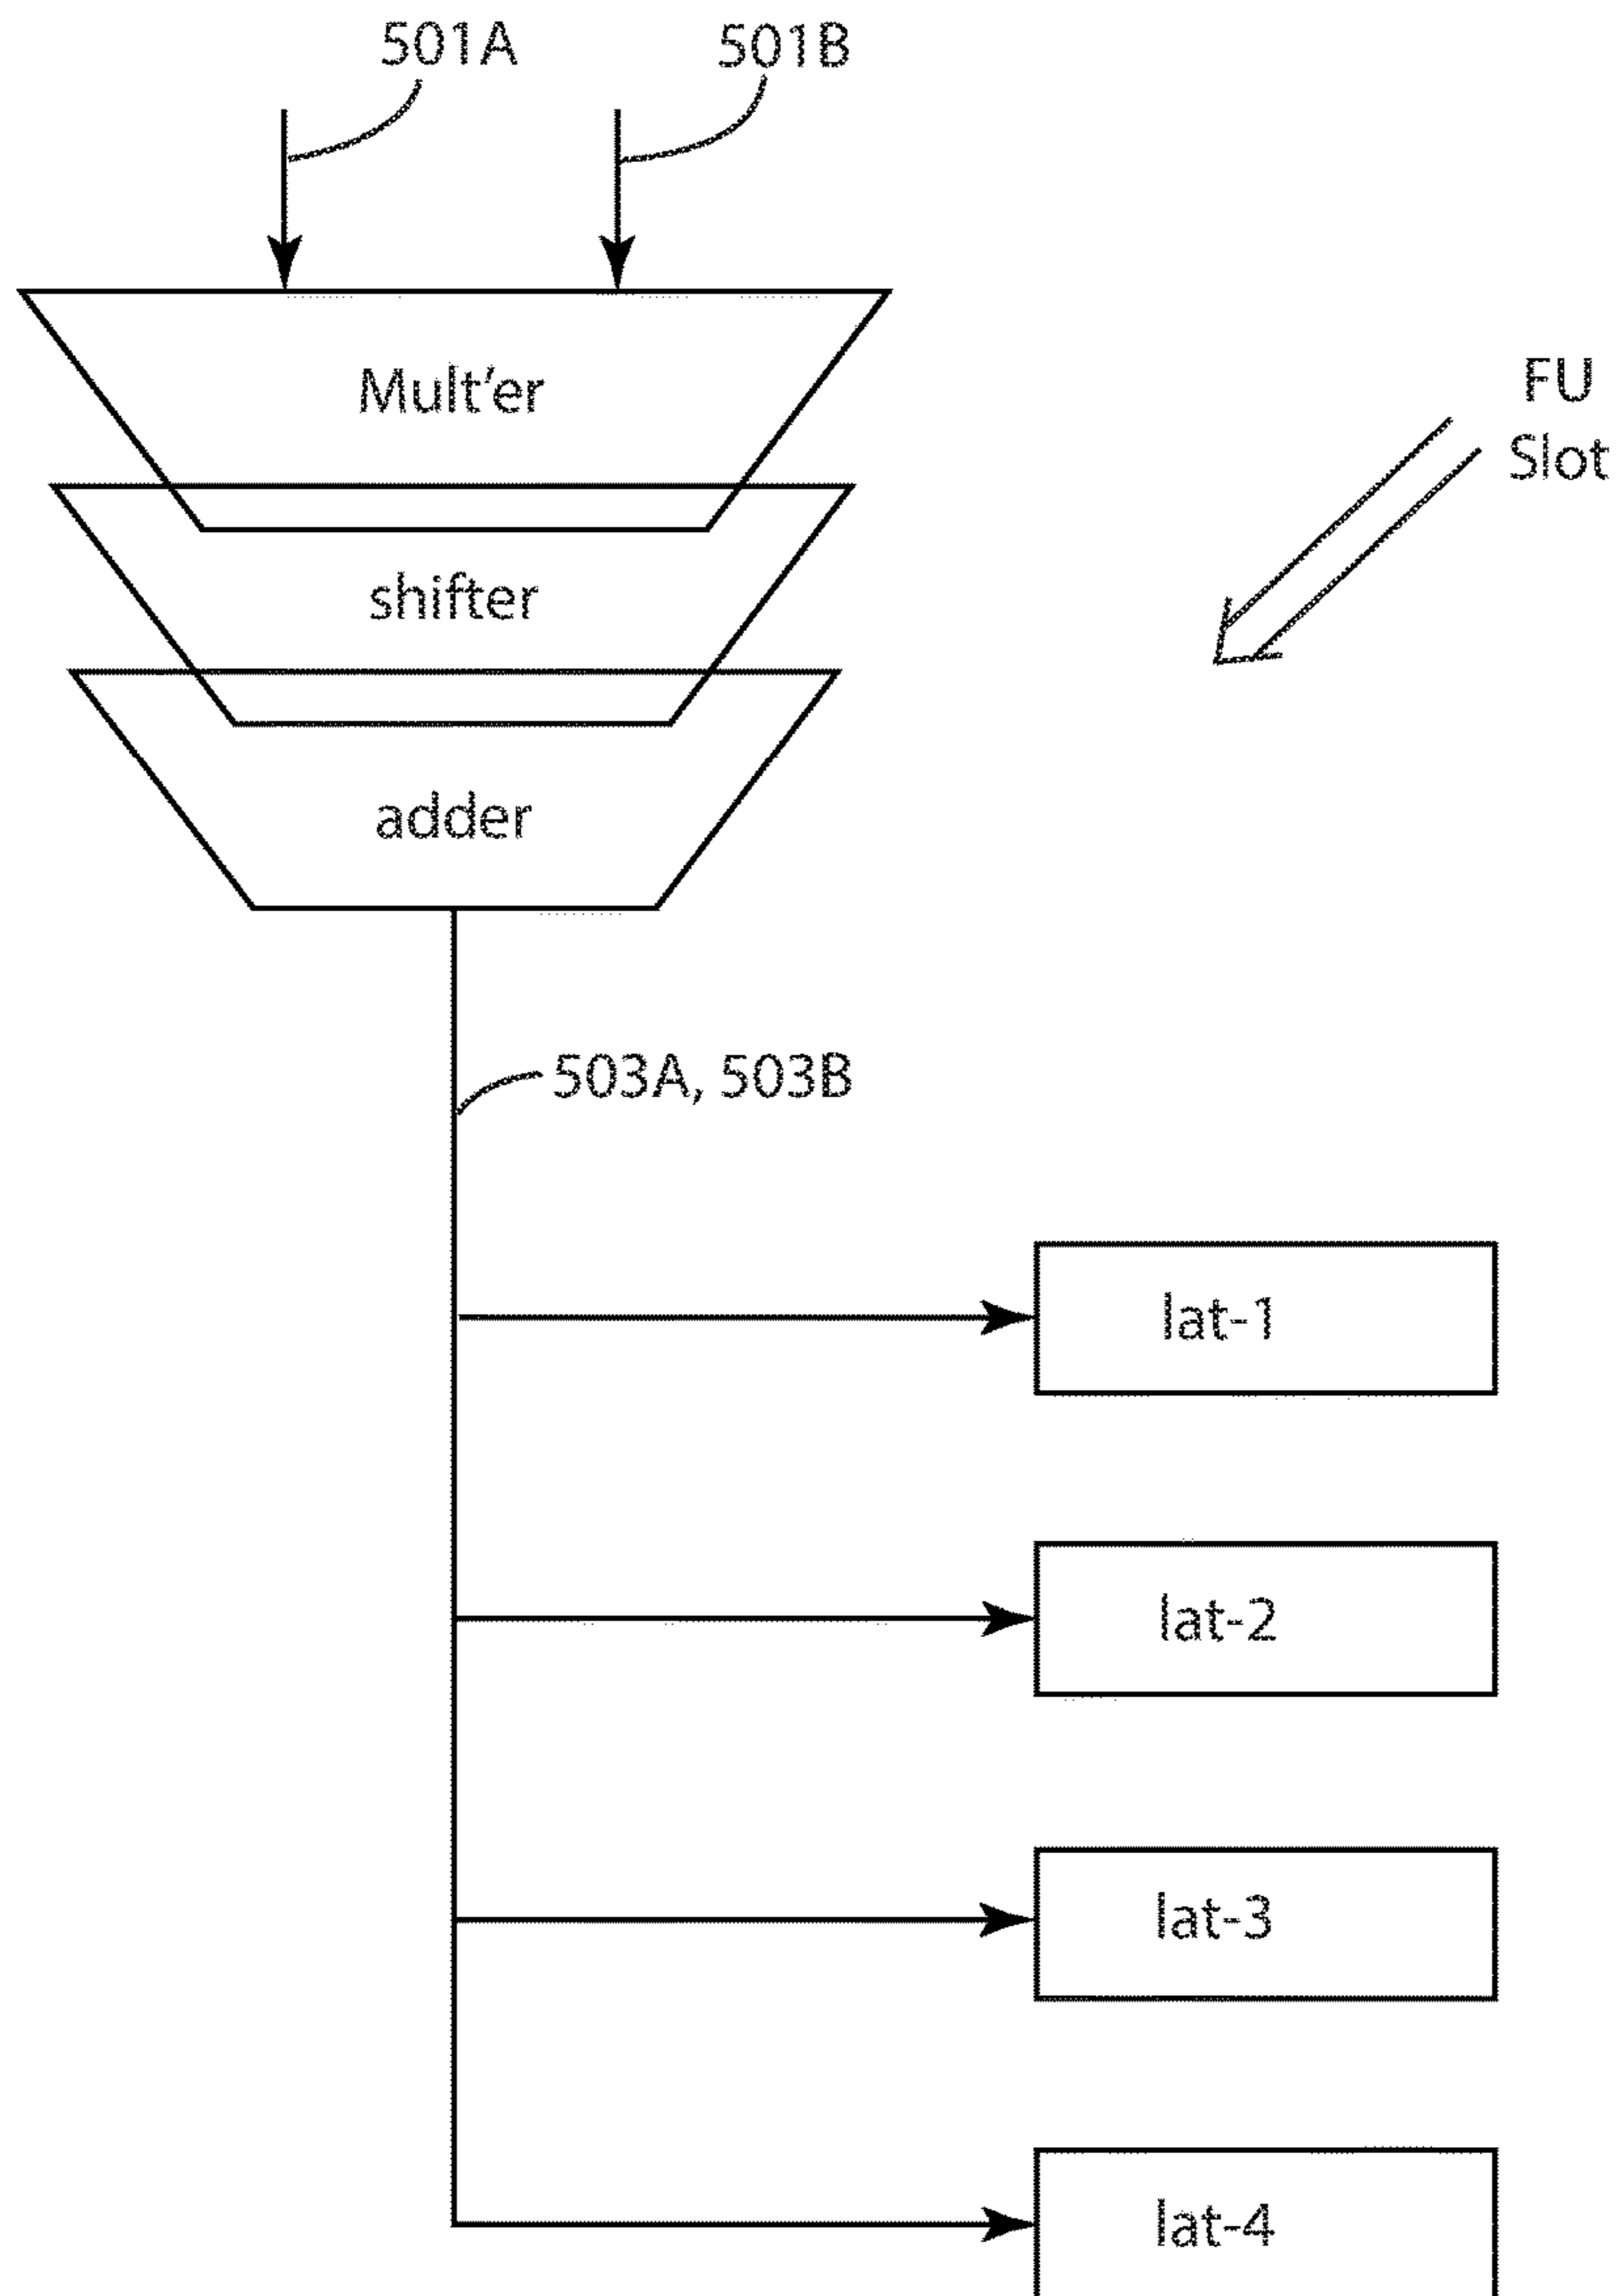 501A
501B
Mult'er
FU
Slot
shifter
adder
503A, 503B
lat-1
lat-2
lat-3
lat-4